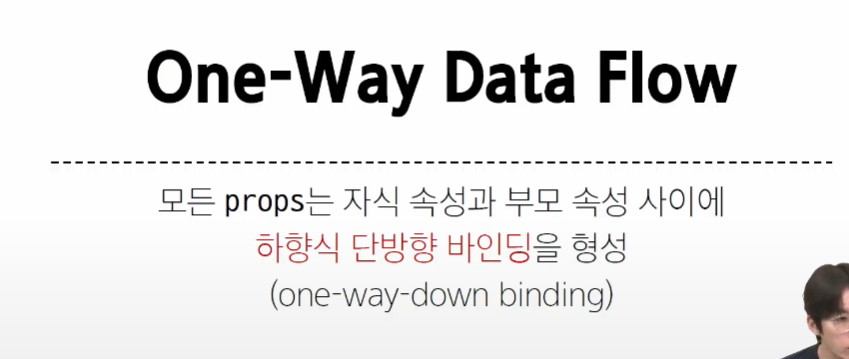 One-Way Data Flow
모든 props는 자식 속성과 부모 속성 사이에
하향식 단방향 바인딩을 형성
(one-way-down binding)